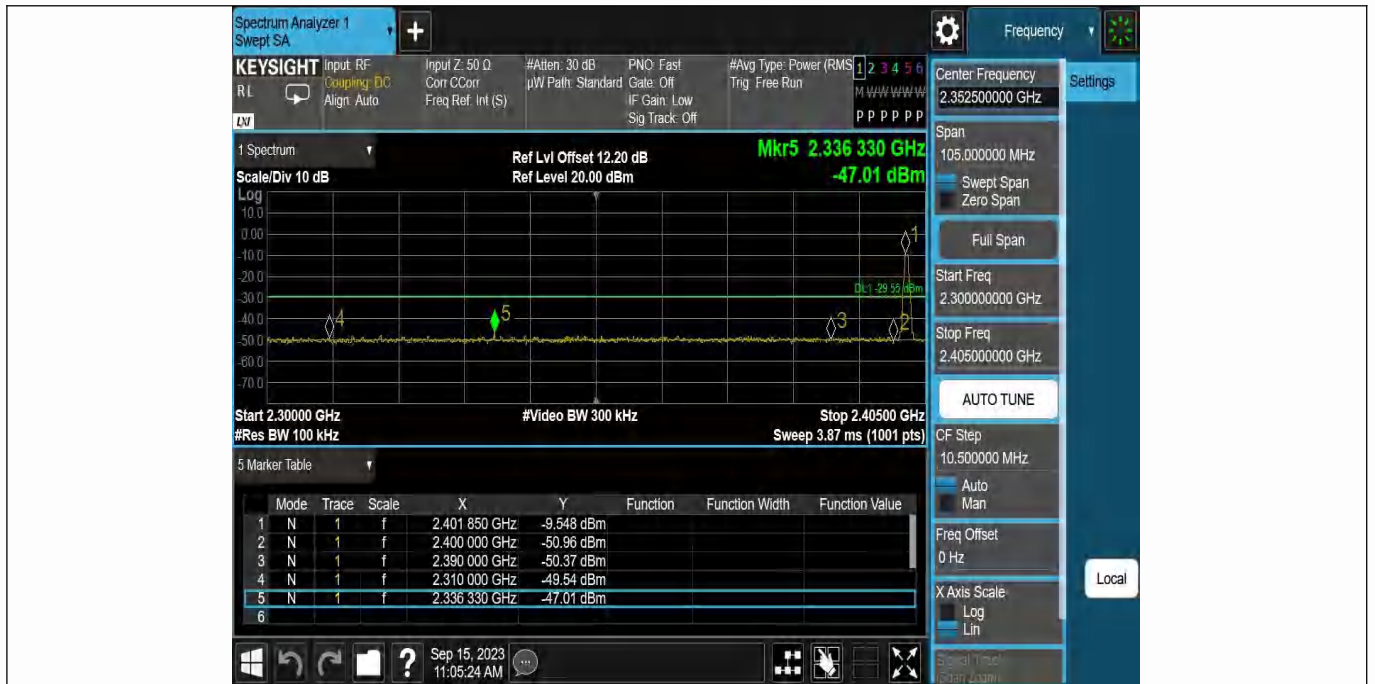 Spectrum Analyzer 1
Swept SA
Frequency
KEYSIGHT
RL
LXI
Input: RF
Coupling: DC
Align: Auto
Input Z: 50 Ω
Corr CCorr
Freq Ref: Int (S)
#Atten: 30 dB
µW Path: Standard
PNO: Fast
Gate: Off
IF Gain: Low
Sig Track: Off
#Avg Type: Power (RMS
Trig: Free Run
1 2 3 4 5 6
M W W W W W
P P P P P P
Center Frequency
2.352500000 GHz
Settings
Span
105.000000 MHz
Swept Span
Zero Span
Full Span
Start Freq
2.300000000 GHz
Stop Freq
2.405000000 GHz
AUTO TUNE
CF Step
10.500000 MHz
Auto
Man
Freq Offset
0 Hz
X Axis Scale
Log
Lin
Signal Track
(Span Zoom)
Local
1 Spectrum
Scale/Div 10 dB
Ref Lvl Offset 12.20 dB
Ref Level 20.00 dBm
Mkr5 2.336 330 GHz
-47.01 dBm
Log
10.0
0.00
-10.0
-20.0
-30.0
-40.0
-50.0
-60.0
-70.0
1
DL1 -29.55 dBm
4
5
3
2
Start 2.30000 GHz
#Video BW 300 kHz
Stop 2.40500 GHz
#Res BW 100 kHz
Sweep 3.87 ms (1001 pts)
5 Marker Table
Mode Trace Scale X Y Function Function Width Function Value
1 N 1 f 2.401 850 GHz -9.548 dBm
2 N 1 f 2.400 000 GHz -50.96 dBm
3 N 1 f 2.390 000 GHz -50.37 dBm
4 N 1 f 2.310 000 GHz -49.54 dBm
5 N 1 f 2.336 330 GHz -47.01 dBm
6
Sep 15, 2023
11:05:24 AM